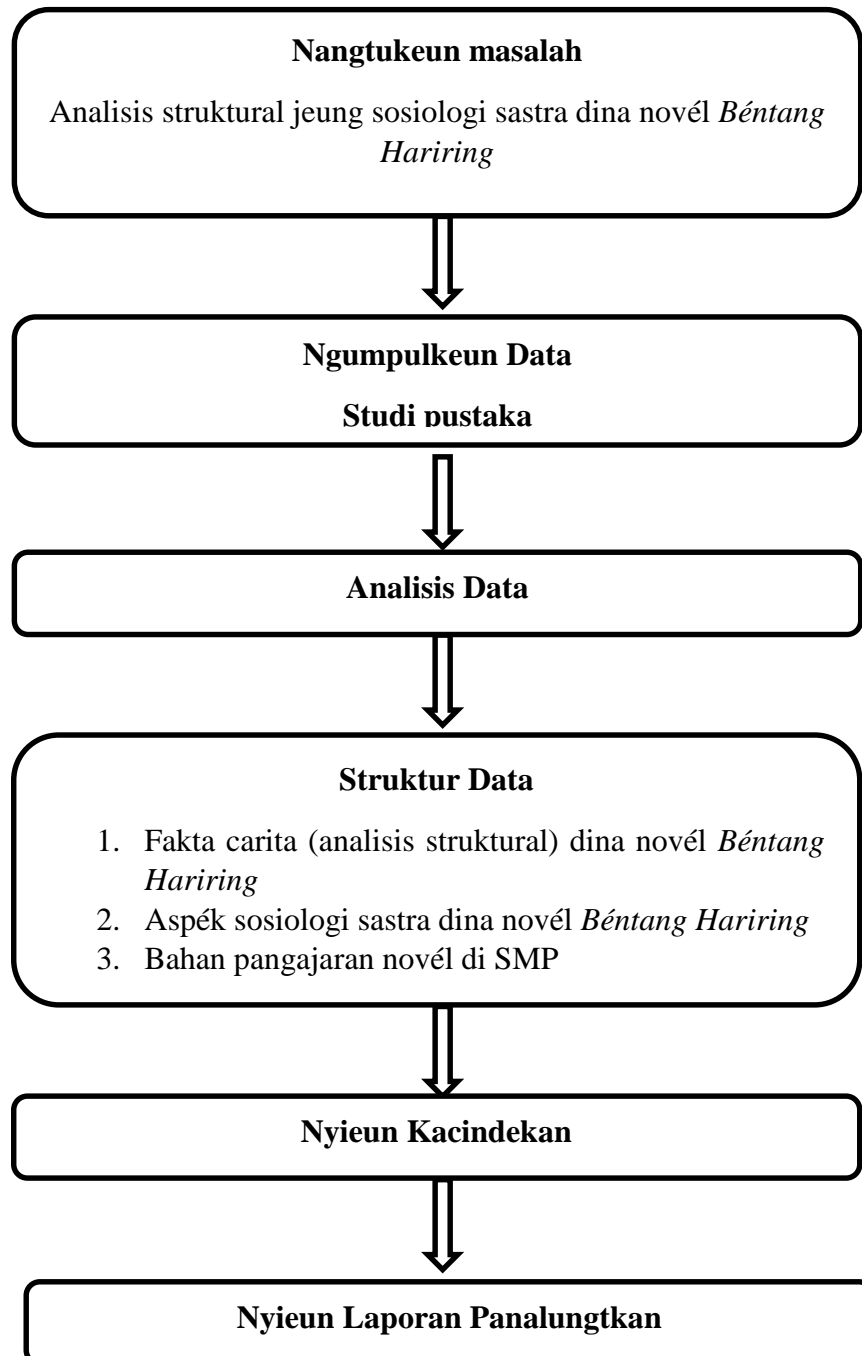 Nangtukeun masalah
Analisis struktural jeung sosiologi sastra dina novél Béntang
Hariring
Ngumpulkeun Data
Studi pustaka
Analisis Data
Struktur Data
1. Fakta carita (analisis struktural) dina novél Béntang
Hariring
2. Aspék sosiologi sastra dina novél Béntang Hariring
3. Bahan pangajaran novél di SMP
Nyieun Kacindekan
Nyieun Laporan Panalungtkan